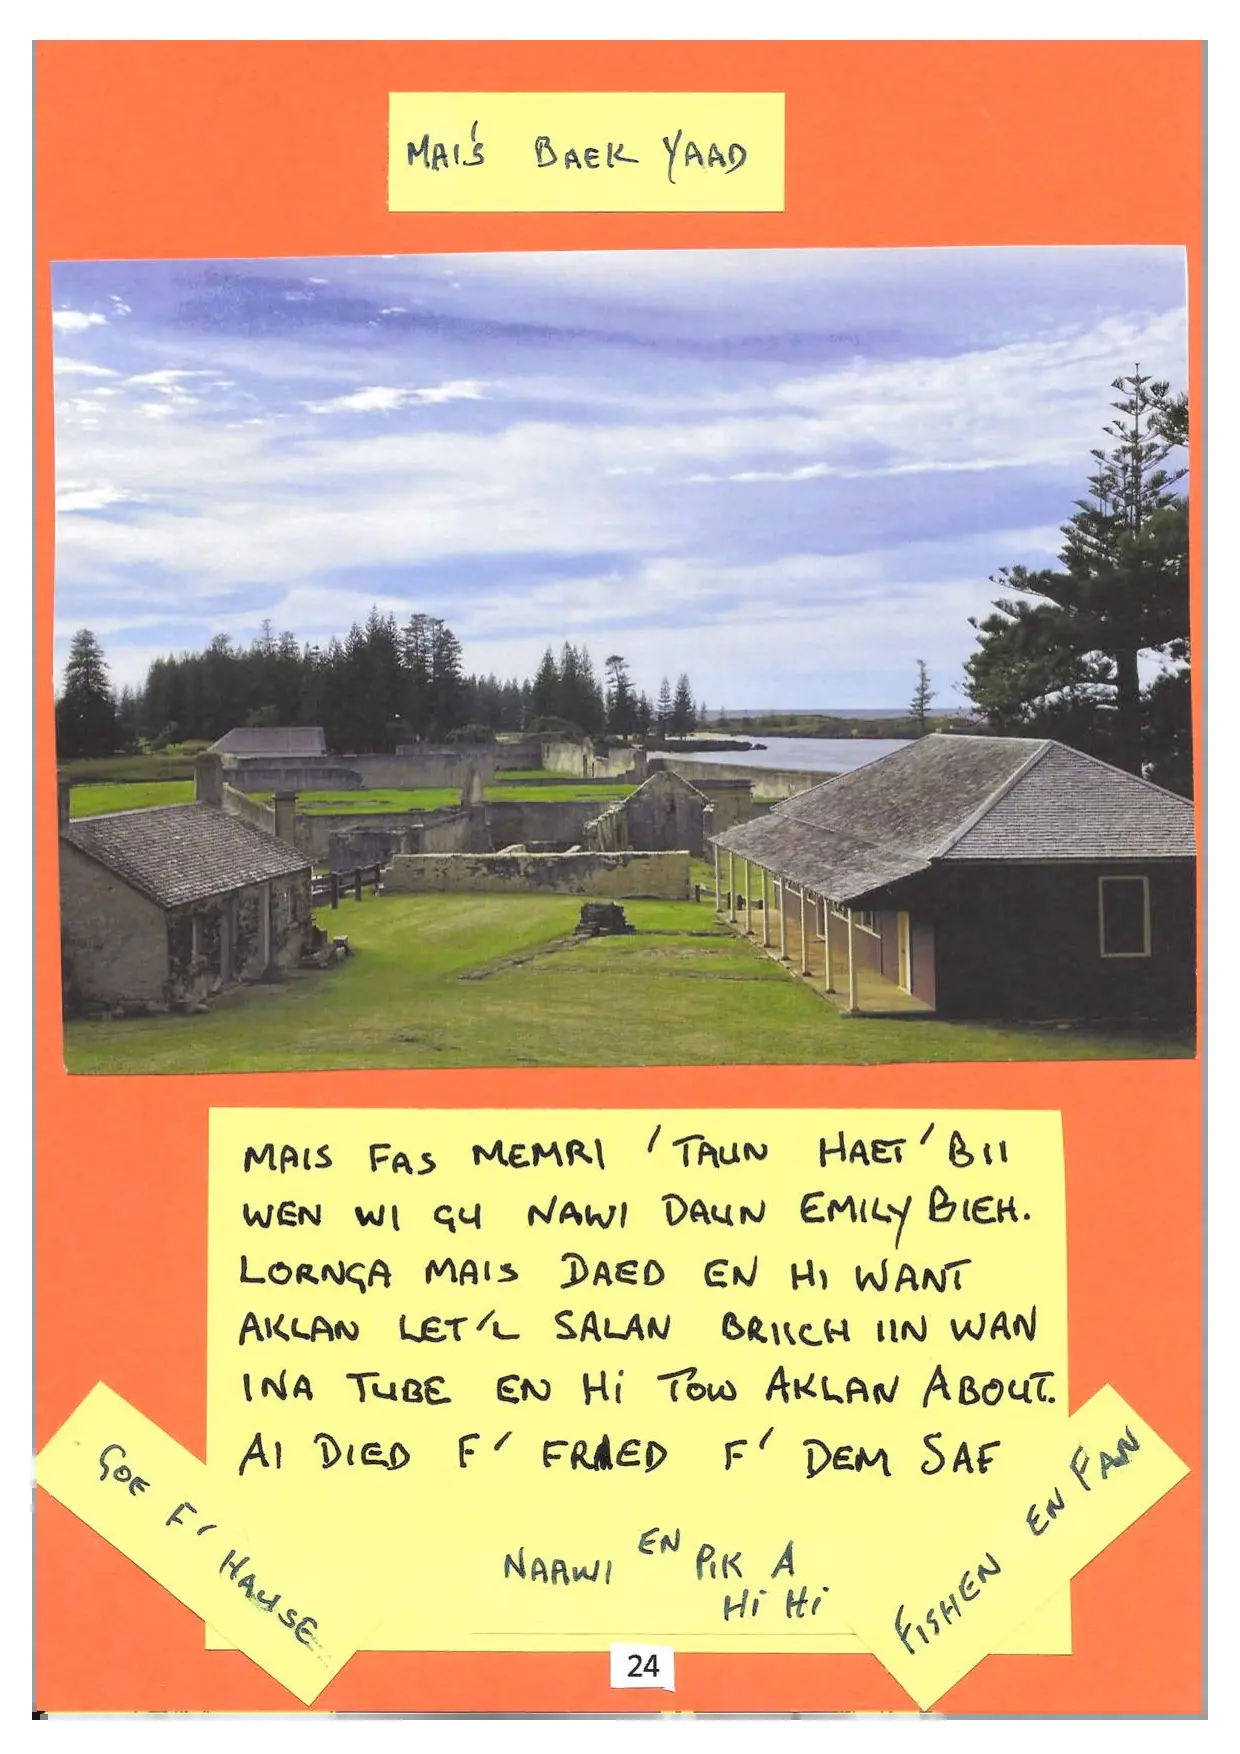 MAI'S BAEK YAAD
MAIS FAS MEMRI 'TAUN HAET' BII
WEN WI GU NAWI DAUN EMILY BIEH.
LORNGA MAIS DAED EN HI WANT
AKLAN LET'L SALAN BRIICH IIN WAN
INA TUBE EN Hi TOW AKLAN ABOUT.
AI DIED F' FRAED F' DEM SAF
GOE F' HAUSE
NAAWI EN PiK A
Hi Hi
FISHEN EN FAN
24